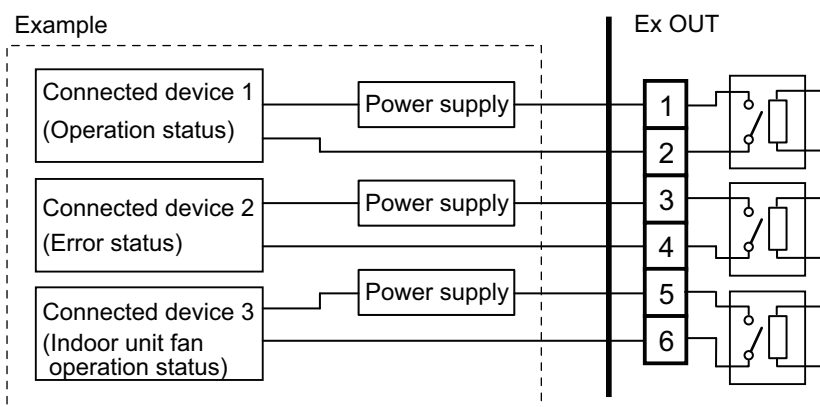 Example
Ex OUT
Connected device 1
(Operation status)
Power supply
1
2
Connected device 2
(Error status)
Power supply
3
4
Connected device 3
(Indoor unit fan
operation status)
Power supply
5
6